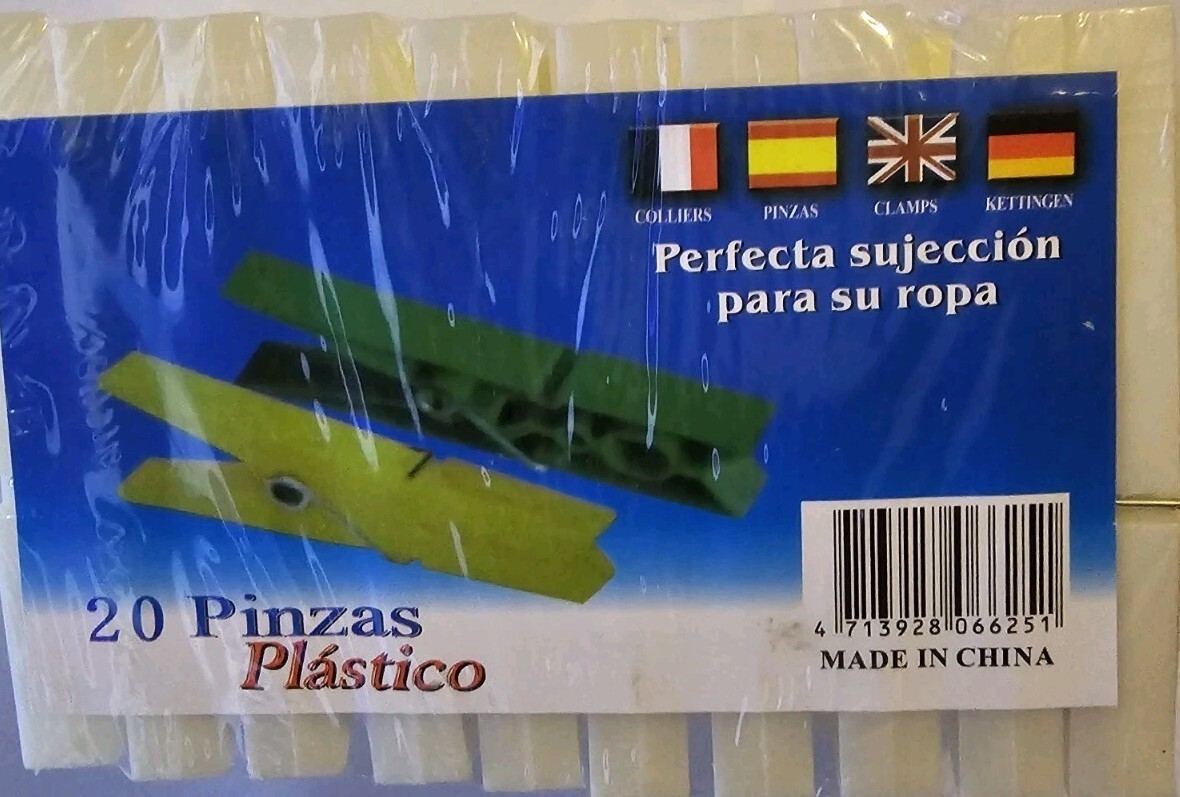 COLLIERS PINZAS CLAMPS KETTINGEN
Perfecta sujección
para su ropa
20 Pinzas
Plástico
4 713928 066251
MADE IN CHINA